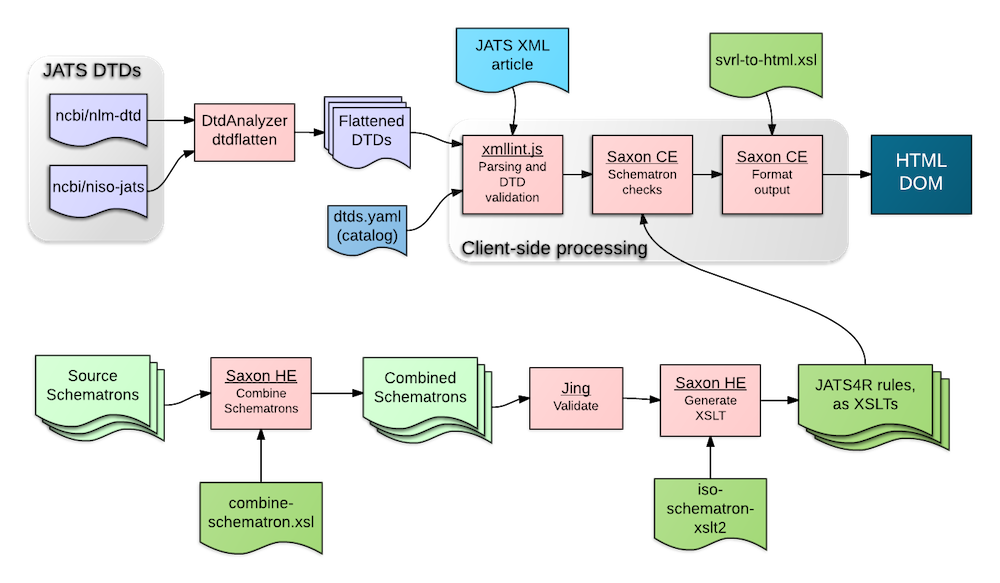 JATS DTDs
ncbi/nlm-dtd
ncbi/niso-jats
DtdAnalyzer
dtdflatten
Flattened
DTDs
dtds.yaml
(catalog)
JATS XML
article
svrl-to-html.xsl
xmllint.js
Parsing and
DTD
validation
Saxon CE
Schematron
checks
Saxon CE
Format
output
HTML
DOM
Client-side processing
Source
Schematrons
Saxon HE
Combine
Schematrons
Combined
Schematrons
Jing
Validate
Saxon HE
Generate
XSLT
JATS4R rules,
as XSLTs
combine-
schematron.xsl
iso-
schematron-
xslt2